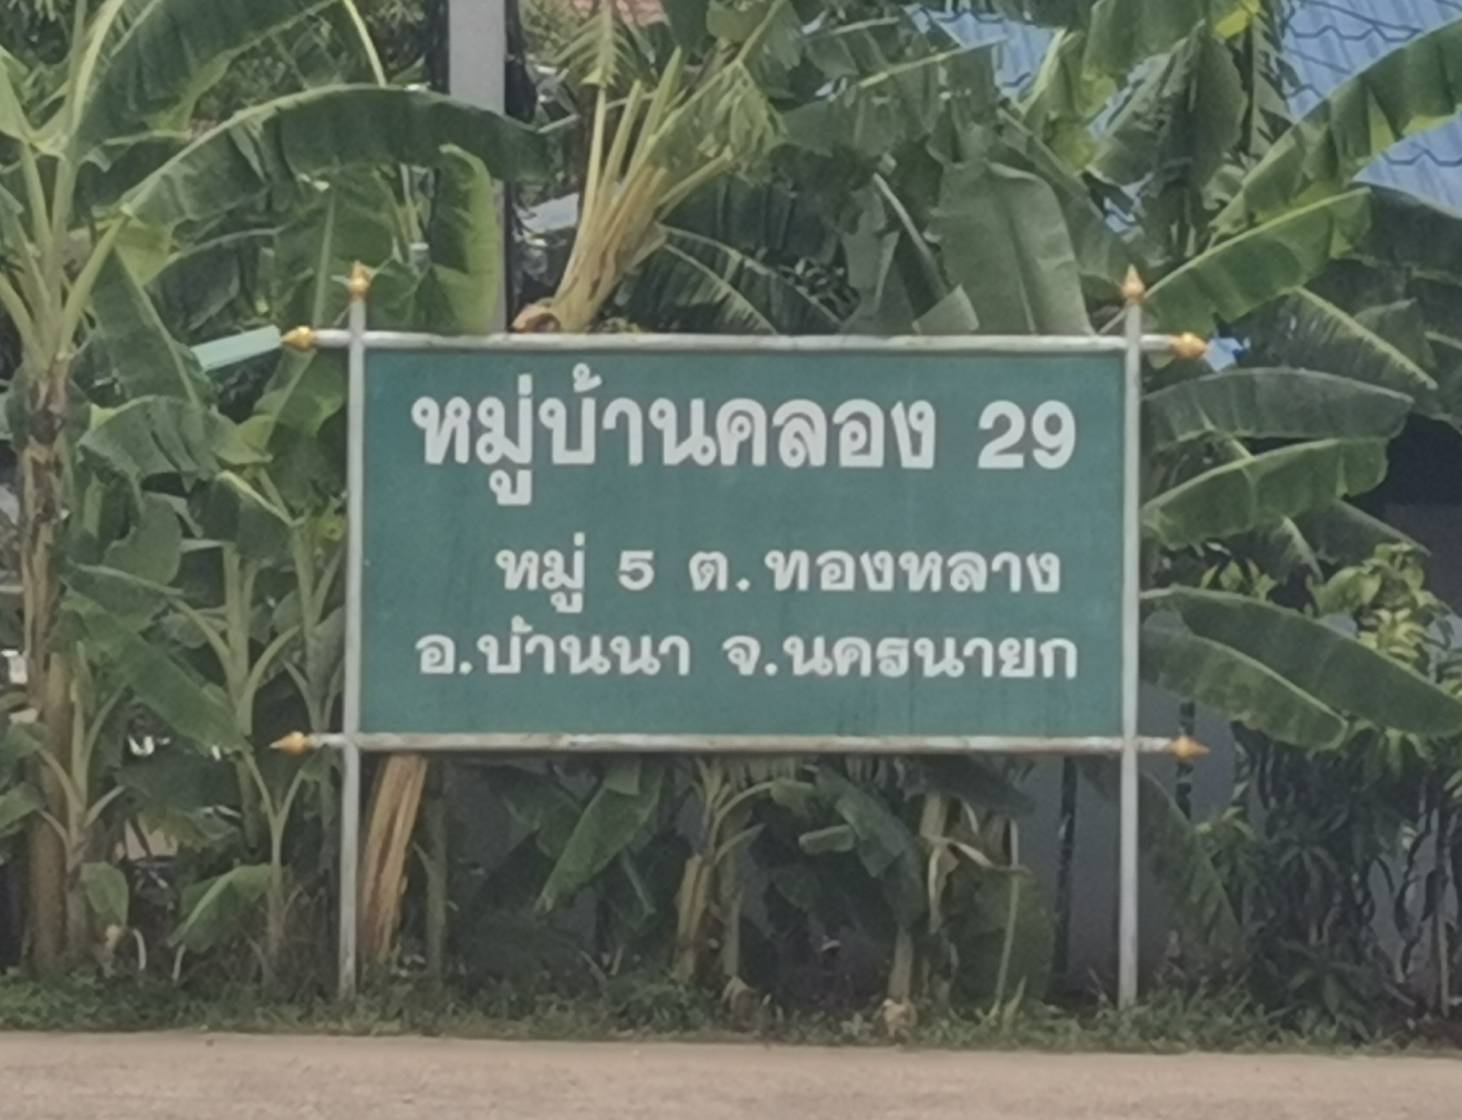 หมู่บ้านคลอง 29
หมู่ 5 ต.ทองหลาง
อ.บ้านนา จ.นครนายก